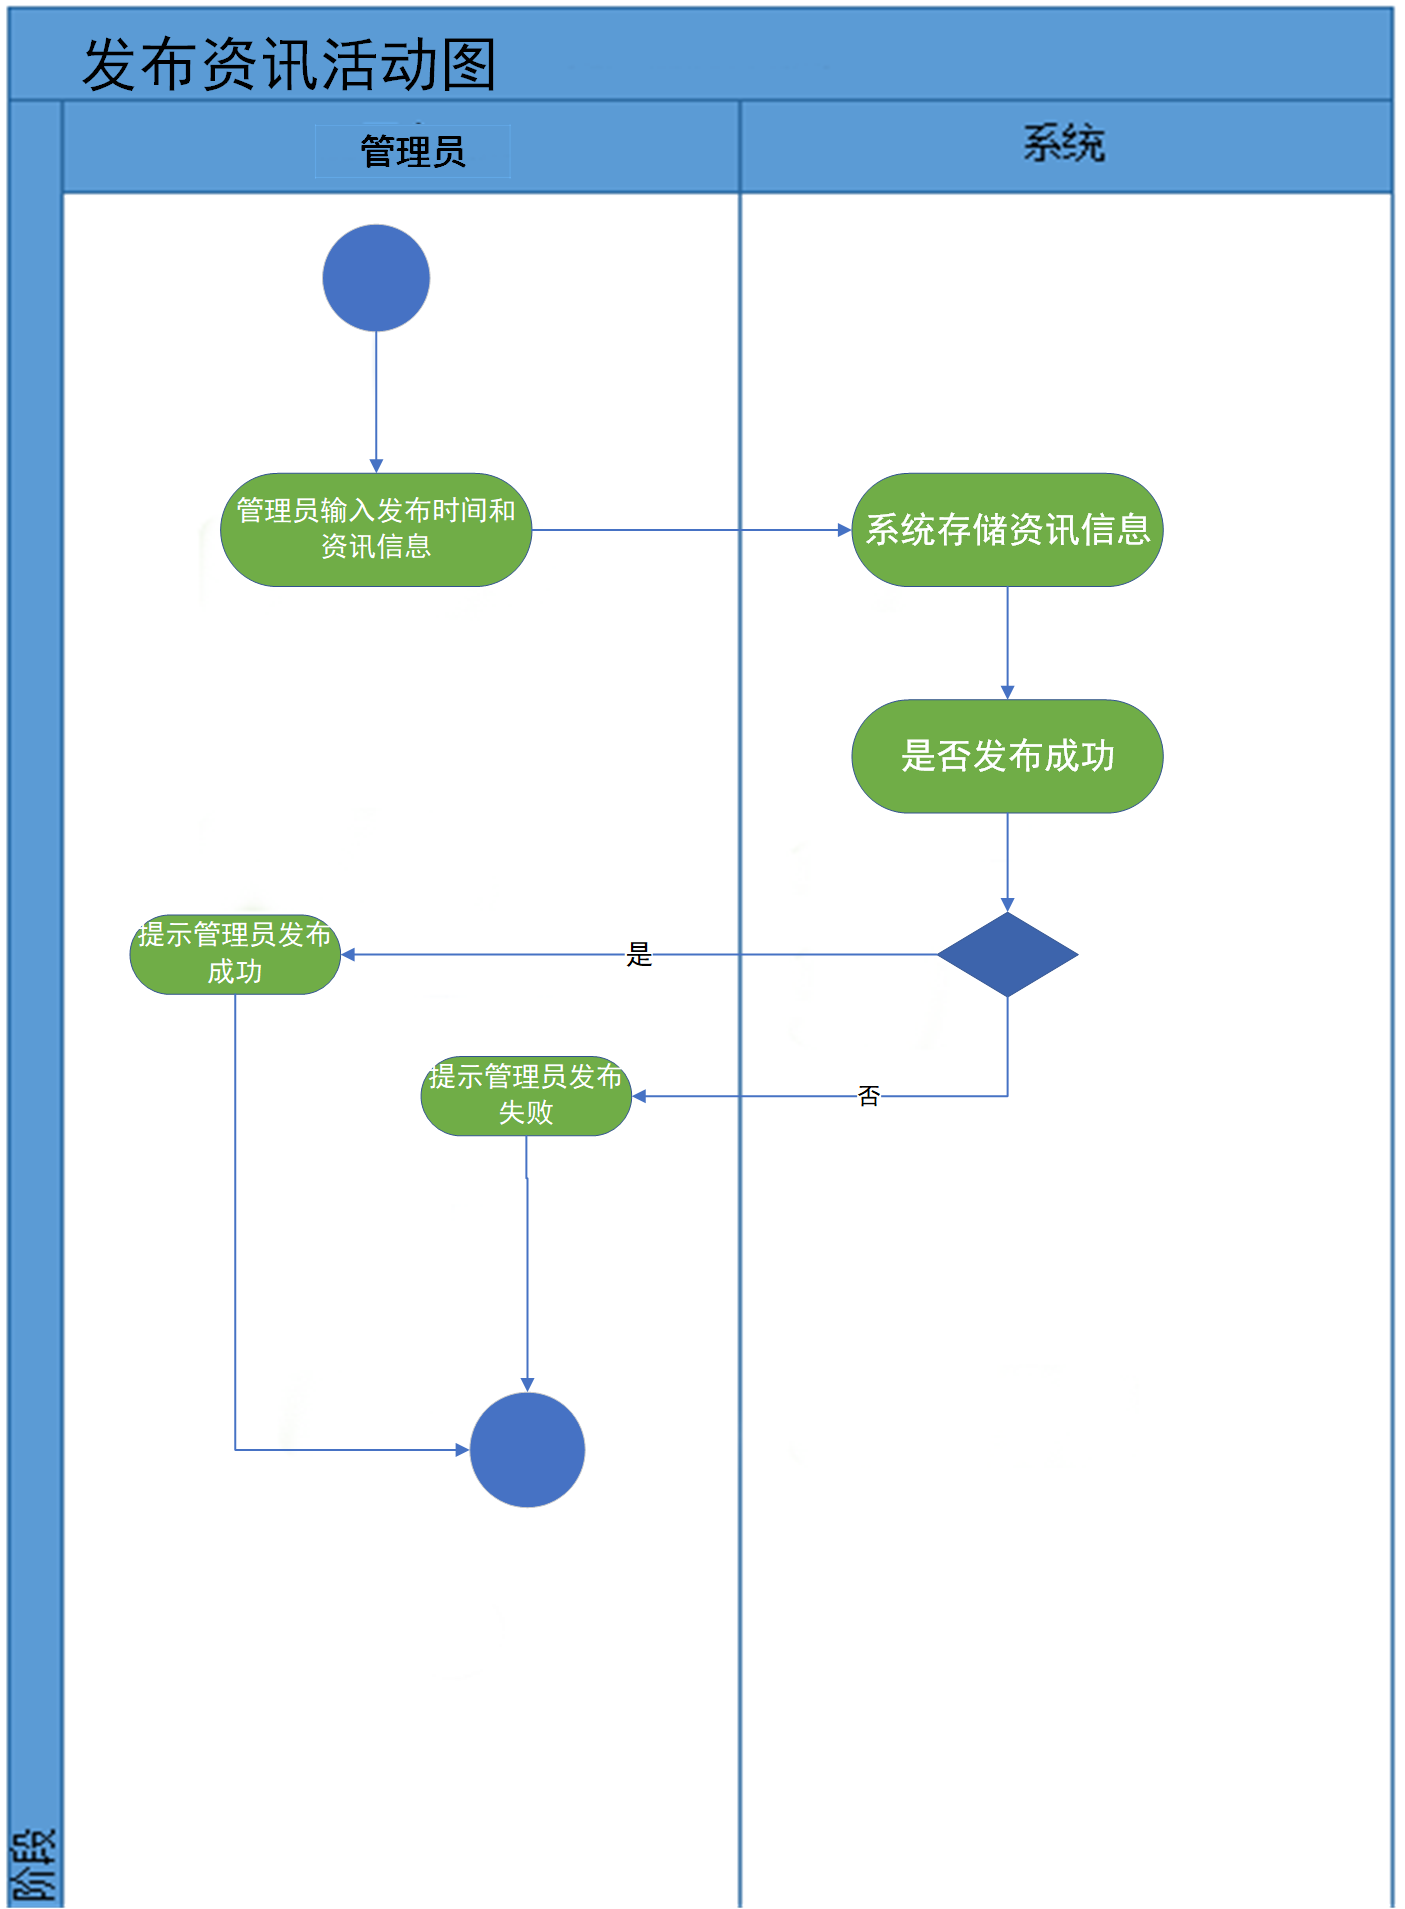 发布资讯活动图
管理员
系统
管理员输入发布时间和
资讯信息
系统存储资讯信息
是否发布成功
提示管理员发布
成功
是
提示管理员发布
失败
否
阶段